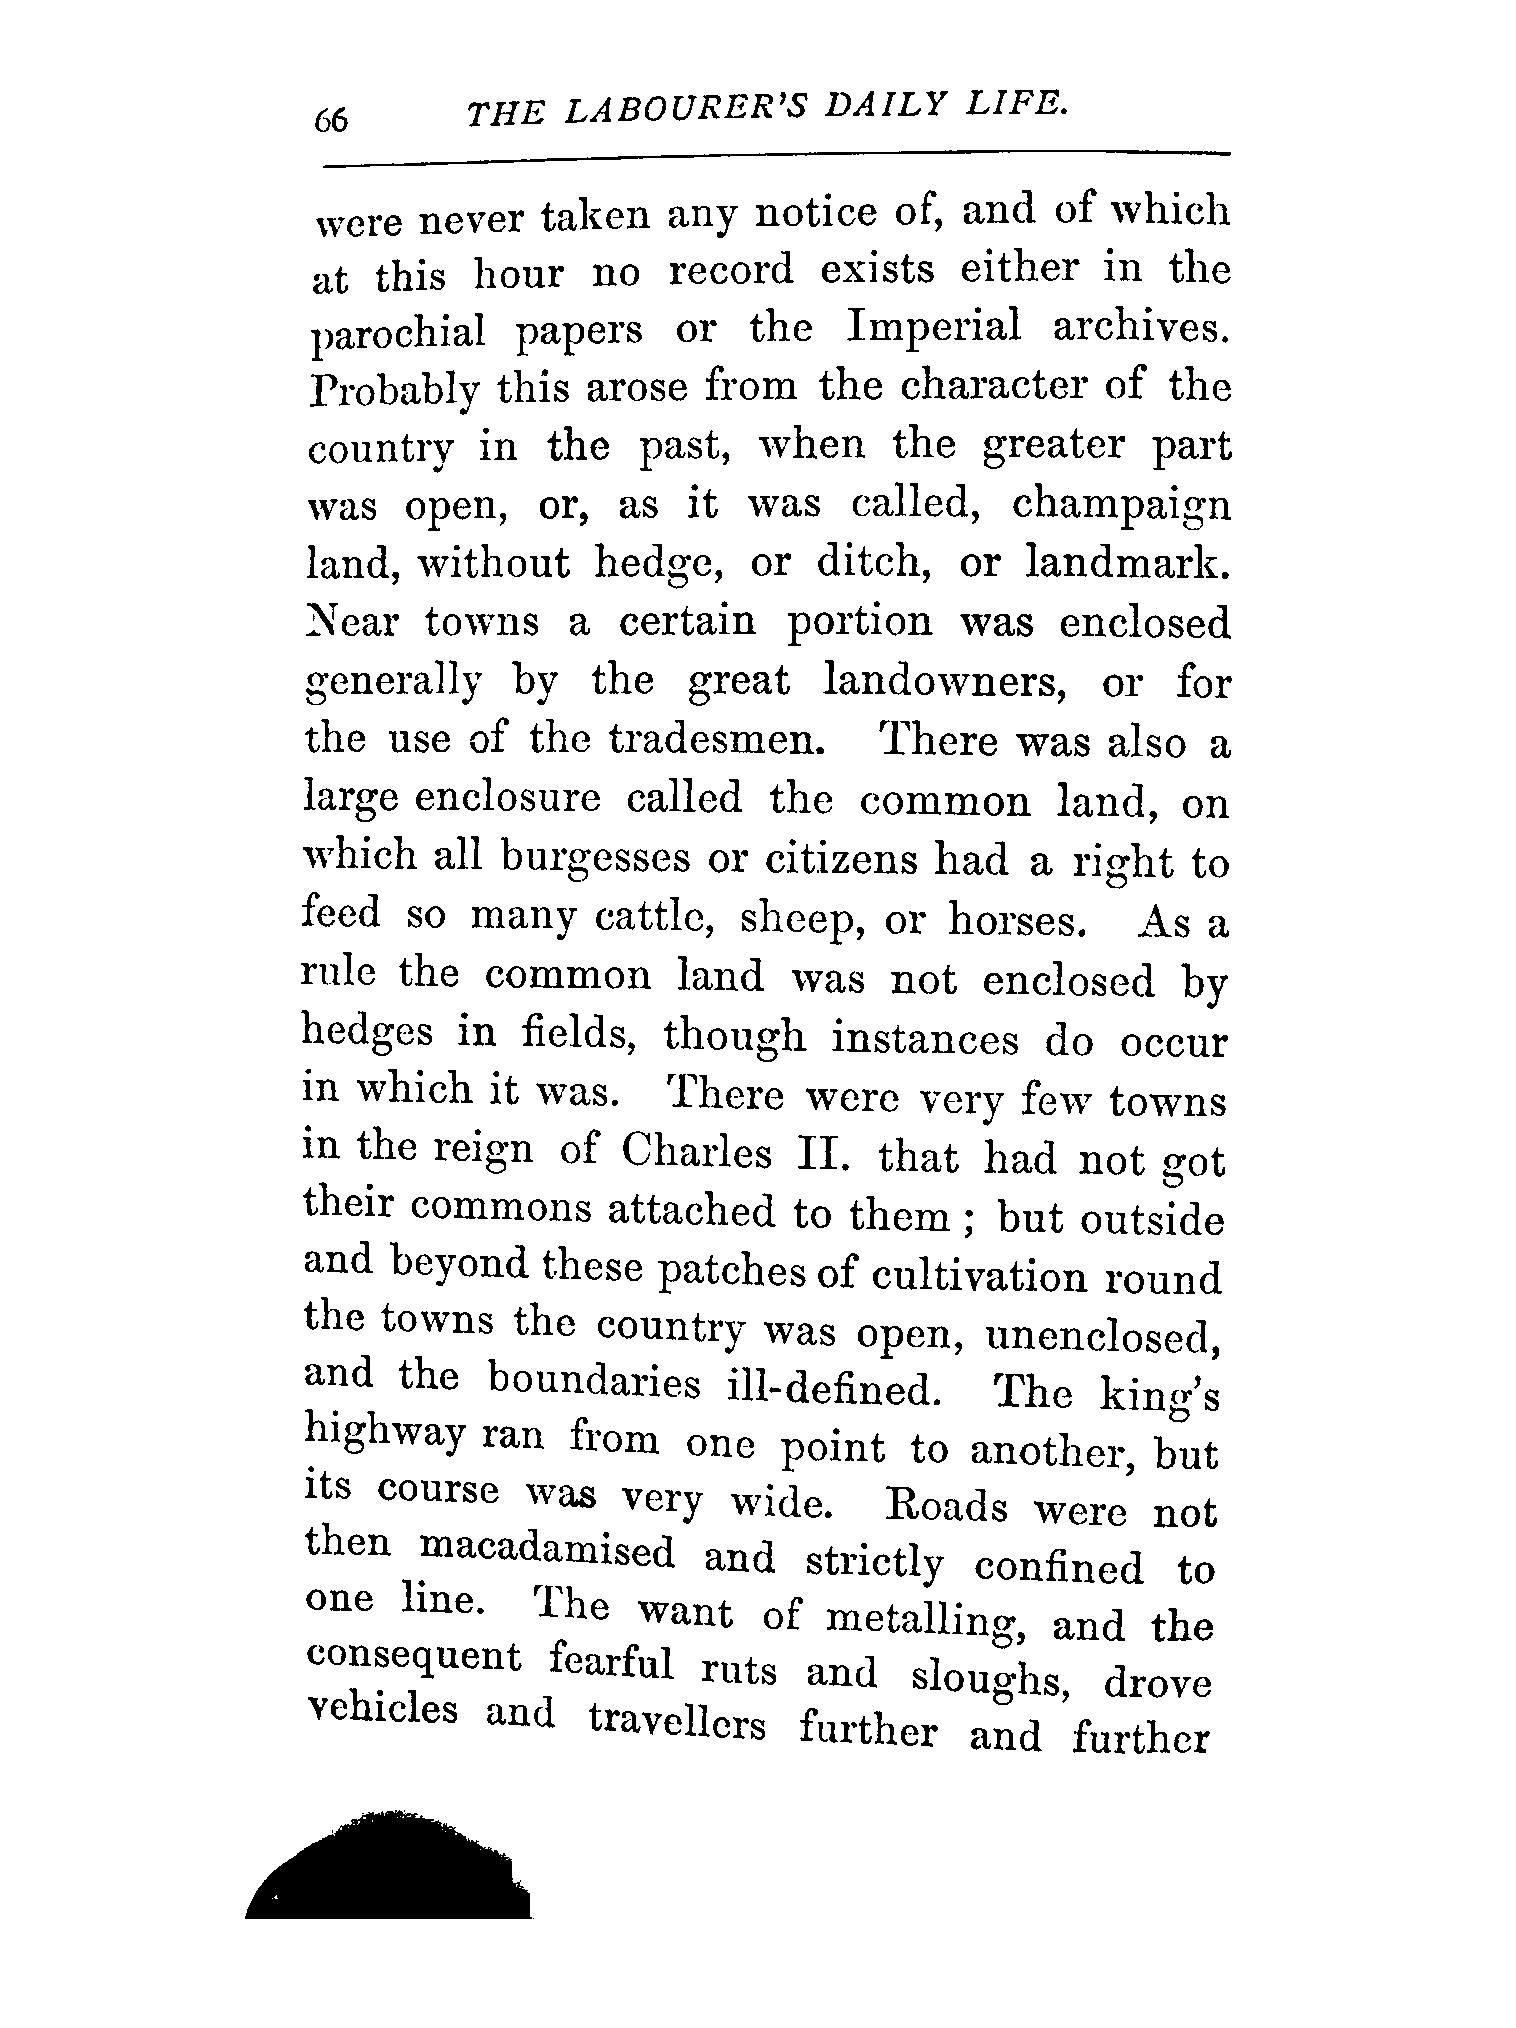 66 THE LABOURER'S DAILY LIFE.
were never taken any notice of, and of which
at this hour no record exists either in the
parochial papers or the Imperial archives.
Probably this arose from the character of the
country in the past, when the greater part
was open, or, as it was called, champaign
land, without hedge, or ditch, or landmark.
Near towns a certain portion was enclosed
generally by the great landowners, or for
the use of the tradesmen. There was also a
large enclosure called the common land, on
which all burgesses or citizens had a right to
feed so many cattle, sheep, or horses. As a
rule the common land was not enclosed by
hedges in fields, though instances do occur
in which it was. There were very few towns
in the reign of Charles II. that had not got
their commons attached to them ; but outside
and beyond these patches of cultivation round
the towns the country was open, unenclosed,
and the boundaries ill-defined. The king's
highway ran from one point to another, but
its course was very wide. Roads were not
then macadamised and strictly confined to
one line. The want of metalling, and the
consequent fearful ruts and sloughs, drove
vehicles and travellers further and further